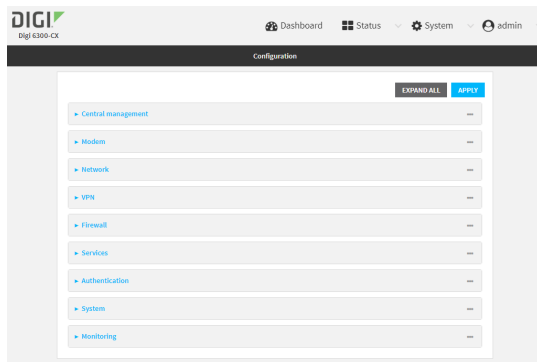 DIGI
Digi 6300-CX
Dashboard Status System admin
Configuration
EXPAND ALL APPLY
Central management
Modem
Network
VPN
Firewall
Services
Authentication
System
Monitoring